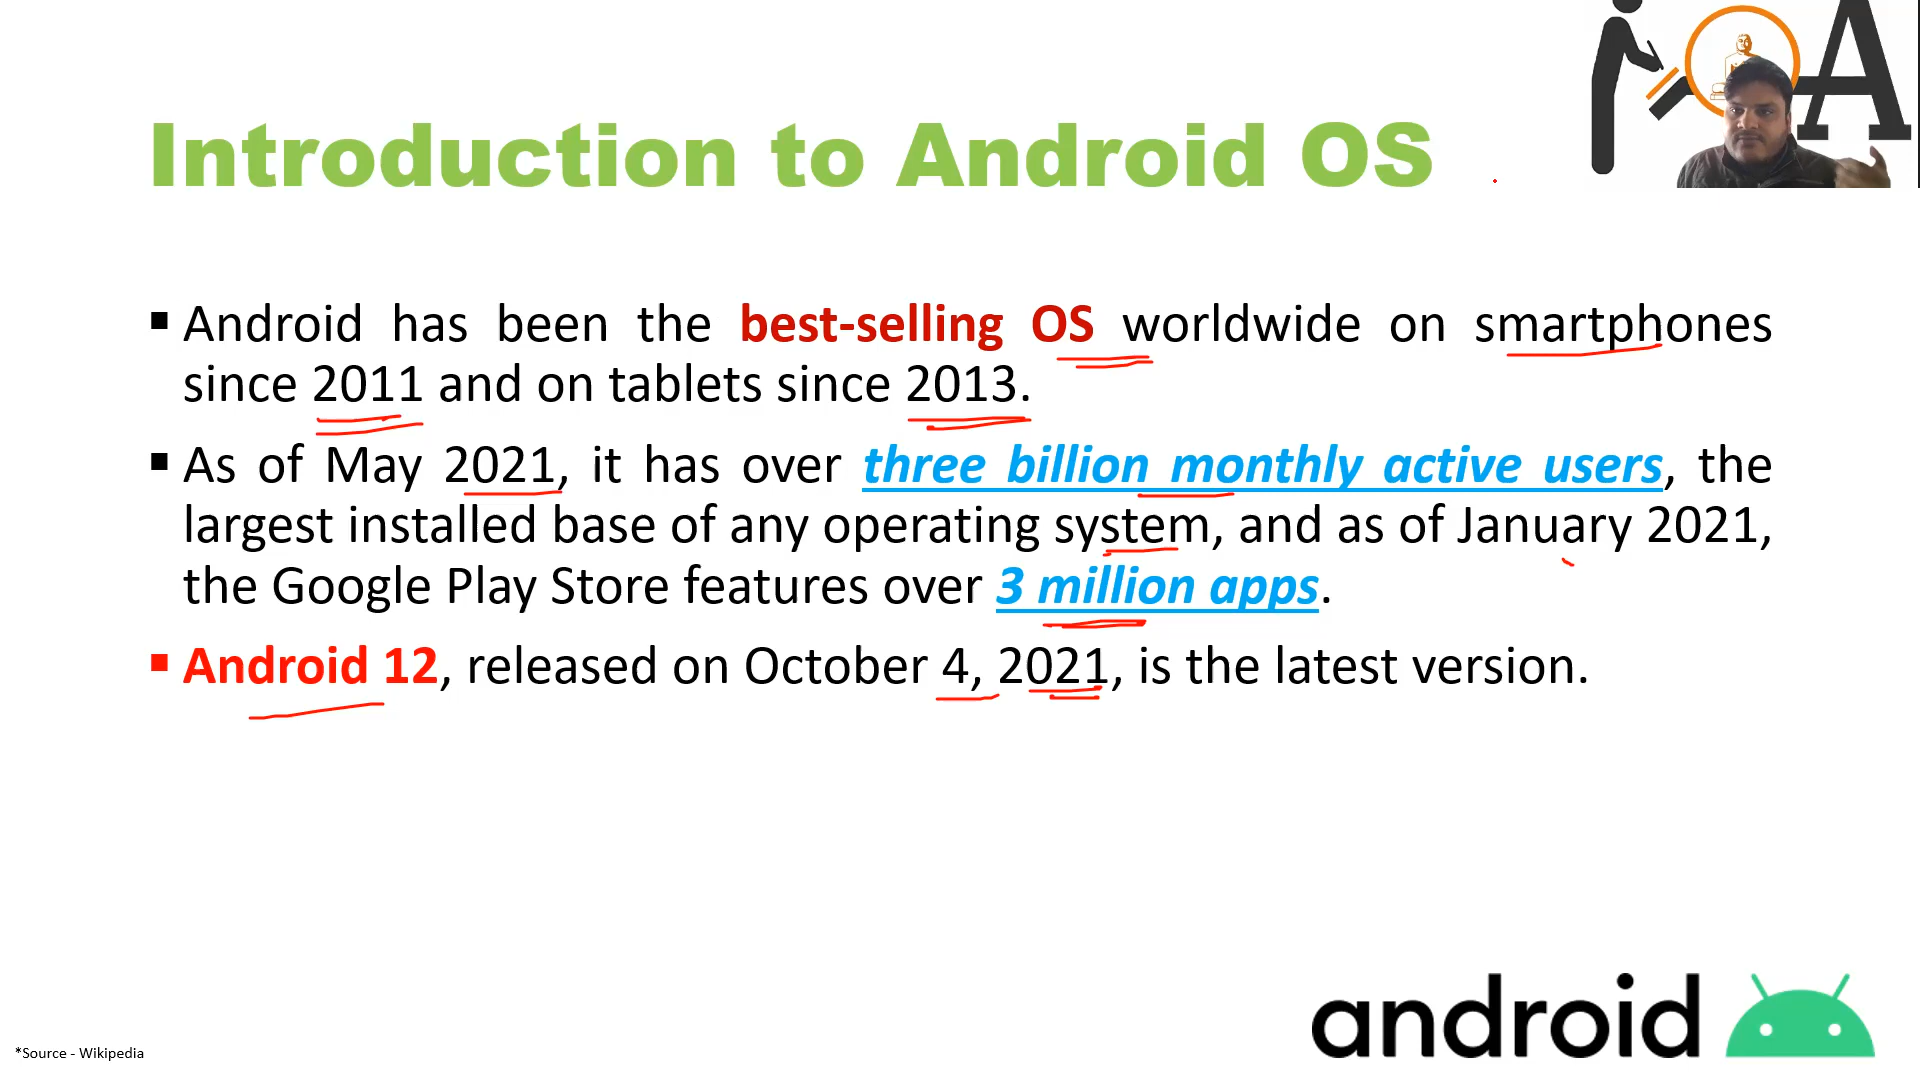 Introduction to Android OS
▪ Android has been the best-selling OS worldwide on smartphones
since 2011 and on tablets since 2013.
▪ As of May 2021, it has over three billion monthly active users, the
largest installed base of any operating system, and as of January 2021,
the Google Play Store features over 3 million apps.
▪ Android 12, released on October 4, 2021, is the latest version.
android
*Source - Wikipedia